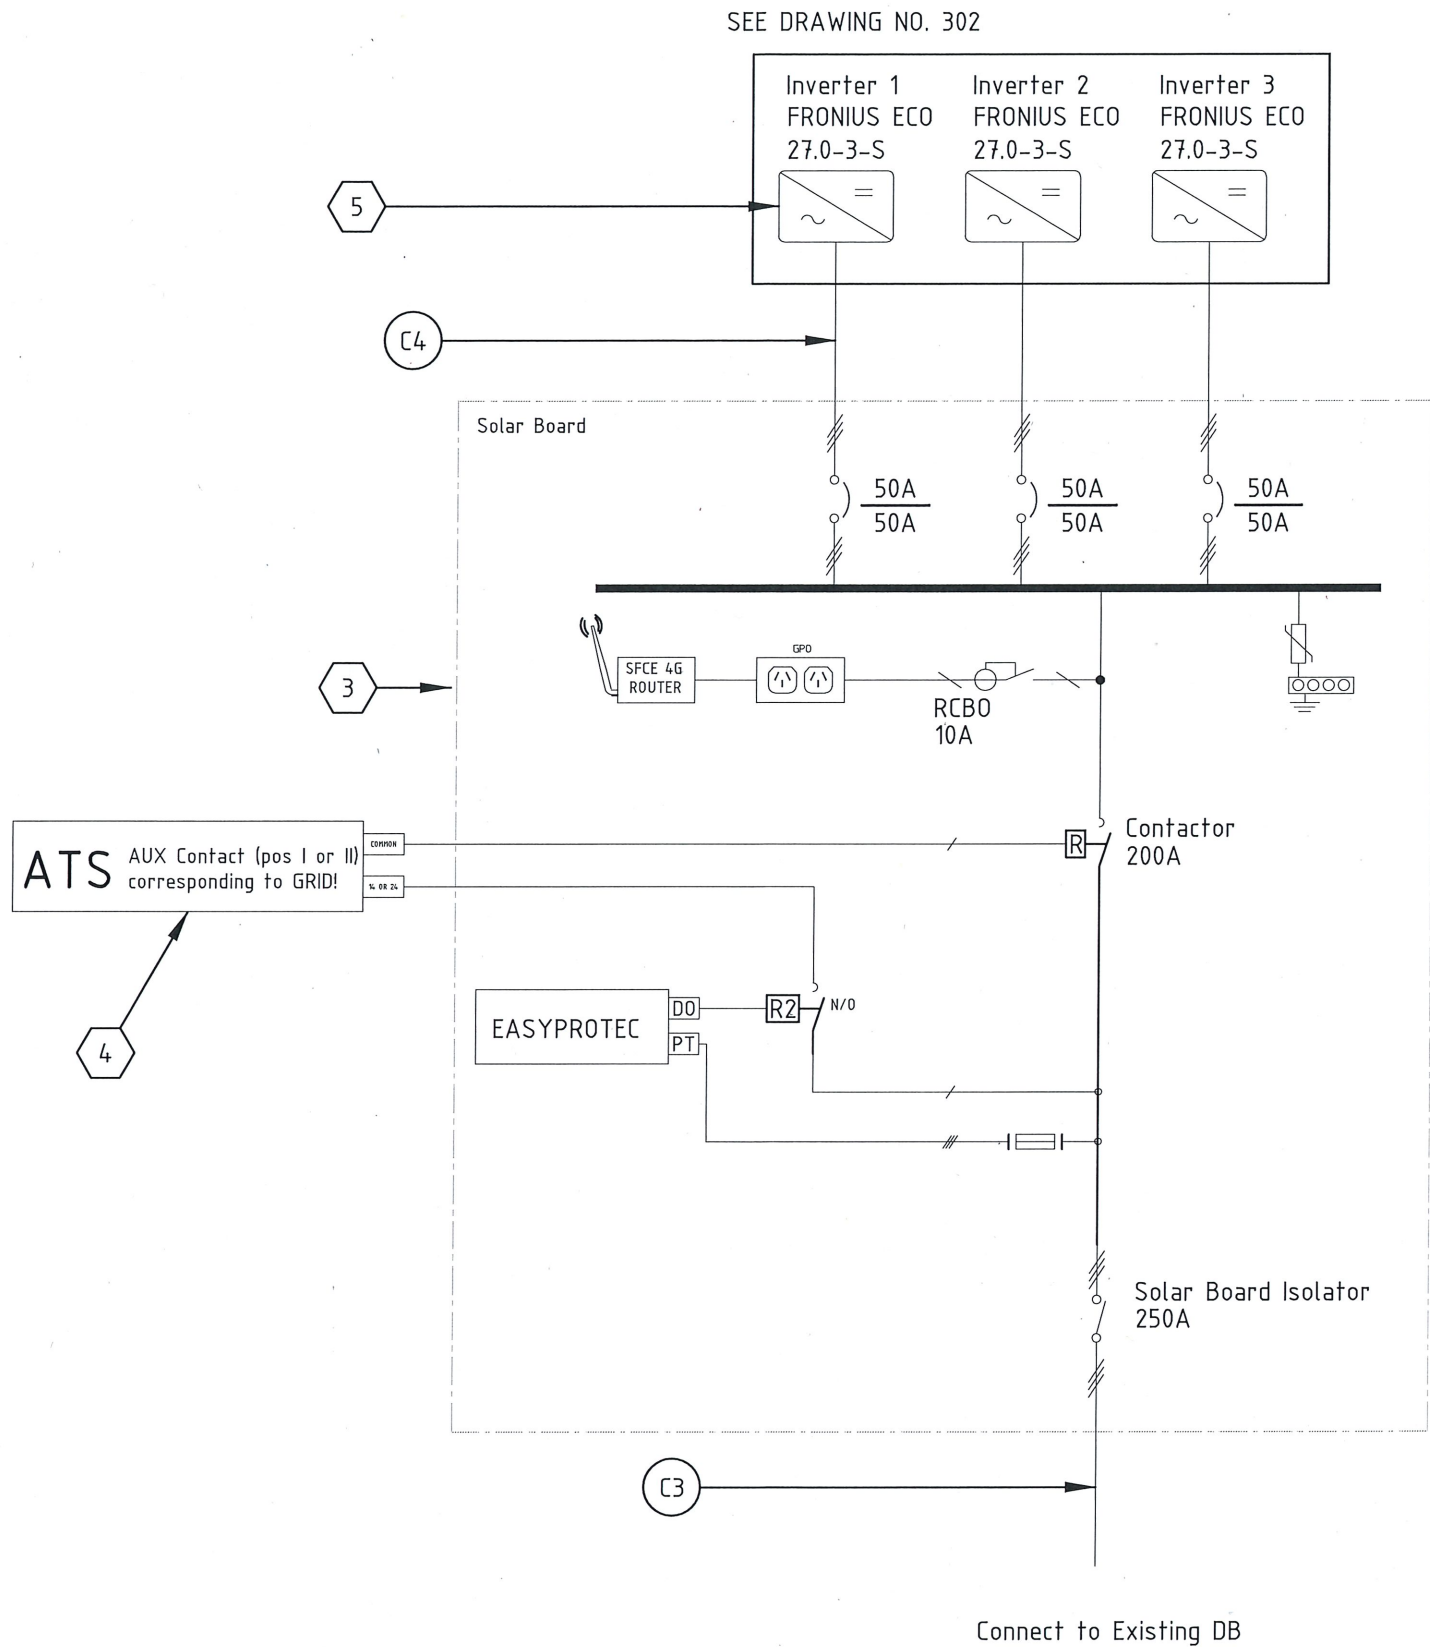 SEE DRAWING NO. 302
Inverter 1
FRONIUS ECO
27.0-3-S
Inverter 2
FRONIUS ECO
27.0-3-S
Inverter 3
FRONIUS ECO
27.0-3-S
5
C4
Solar Board
50A
50A
50A
50A
50A
50A
SFCE 4G
ROUTER
GPO
RCBO
10A
3
ATS
AUX Contact (pos I or II)
corresponding to GRID!
COMMON
14 OR 24
R
Contactor
200A
4
EASYPROTEC
DO
PT
R2
N/O
Solar Board Isolator
250A
C3
Connect to Existing DB